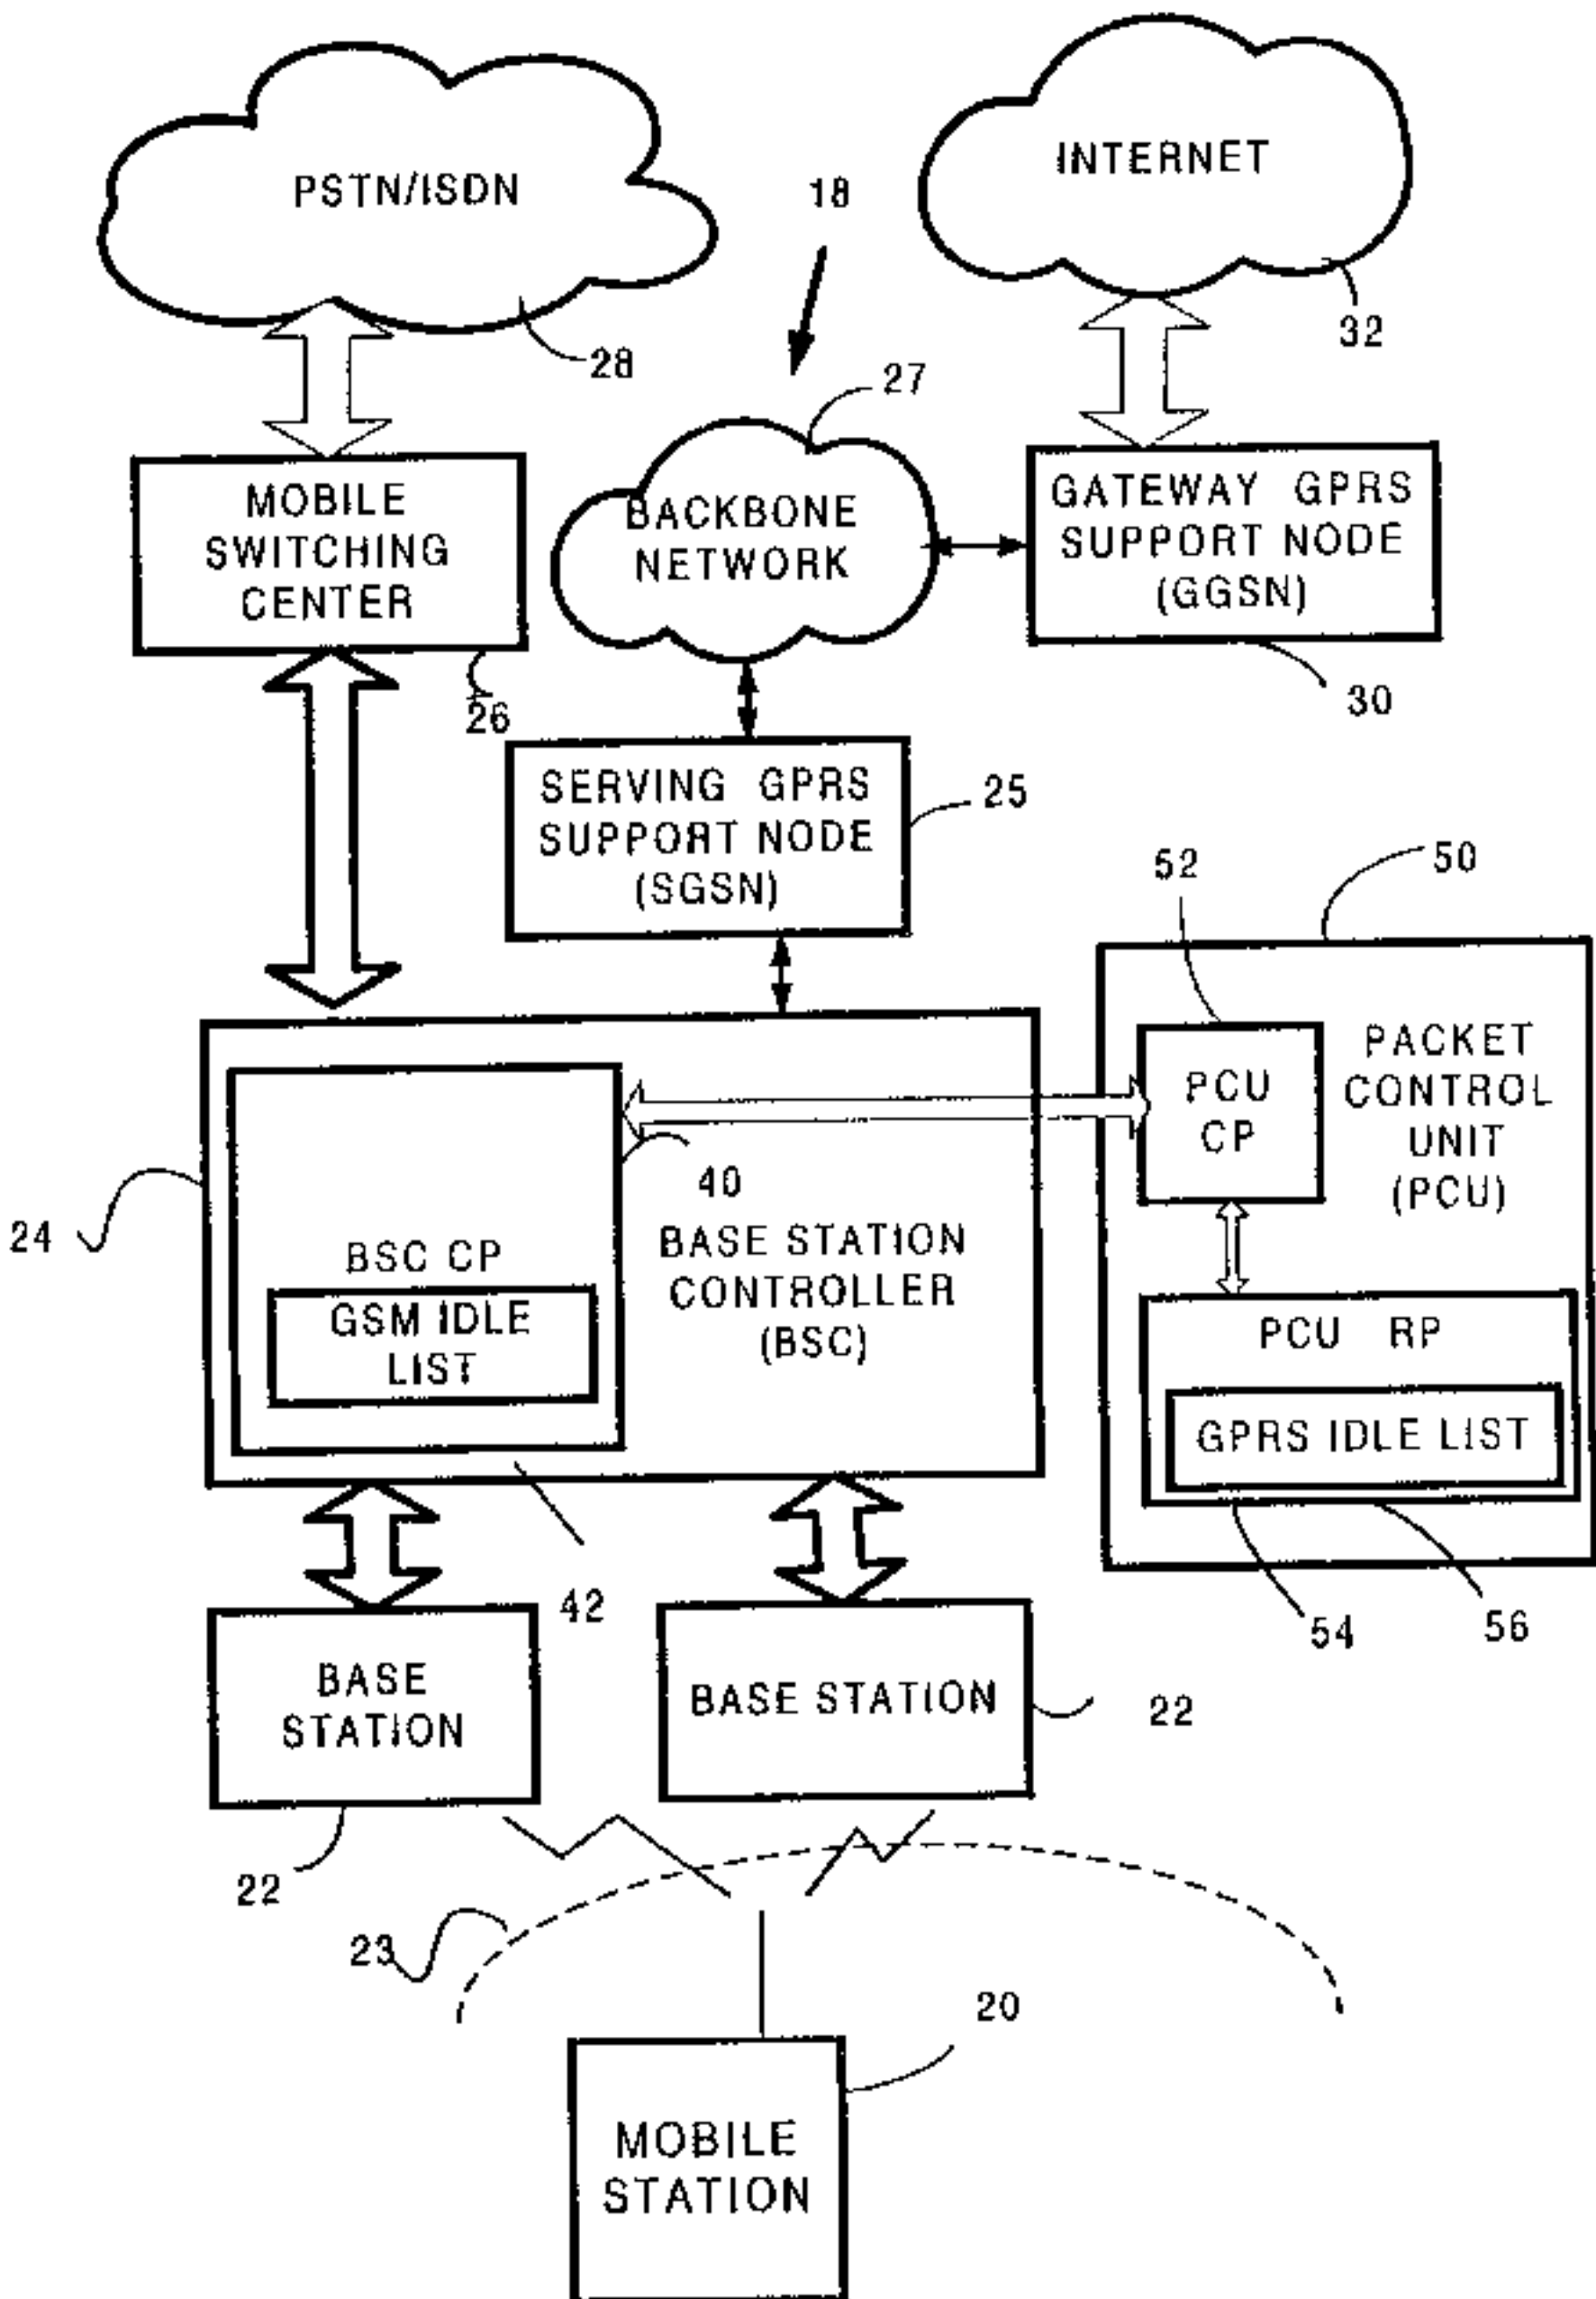 PSTN/ISDN
INTERNET
18
32
28
27
MOBILE
SWITCHING
CENTER
BACKBONE
NETWORK
GATEWAY GPRS
SUPPORT NODE
(GGSN)
26
30
SERVING GPRS
SUPPORT NODE
(SGSN)
25
52
50
PCU
CP
PACKET
CONTROL
UNIT
(PCU)
40
24
BSC CP
GSM IDLE
LIST
BASE STATION
CONTROLLER
(BSC)
PCU RP
GPRS IDLE LIST
42
54
56
BASE
STATION
BASE STATION
22
22
23
20
MOBILE
STATION